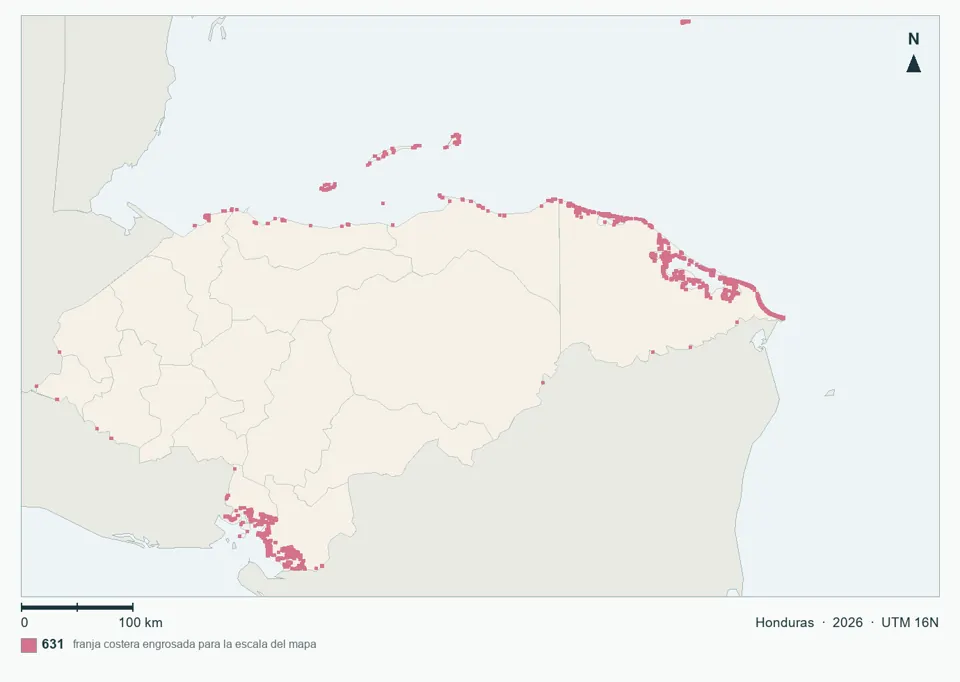 N
0 100 km
Honduras · 2026 · UTM 16N
631 franja costera engrosada para la escala del mapa